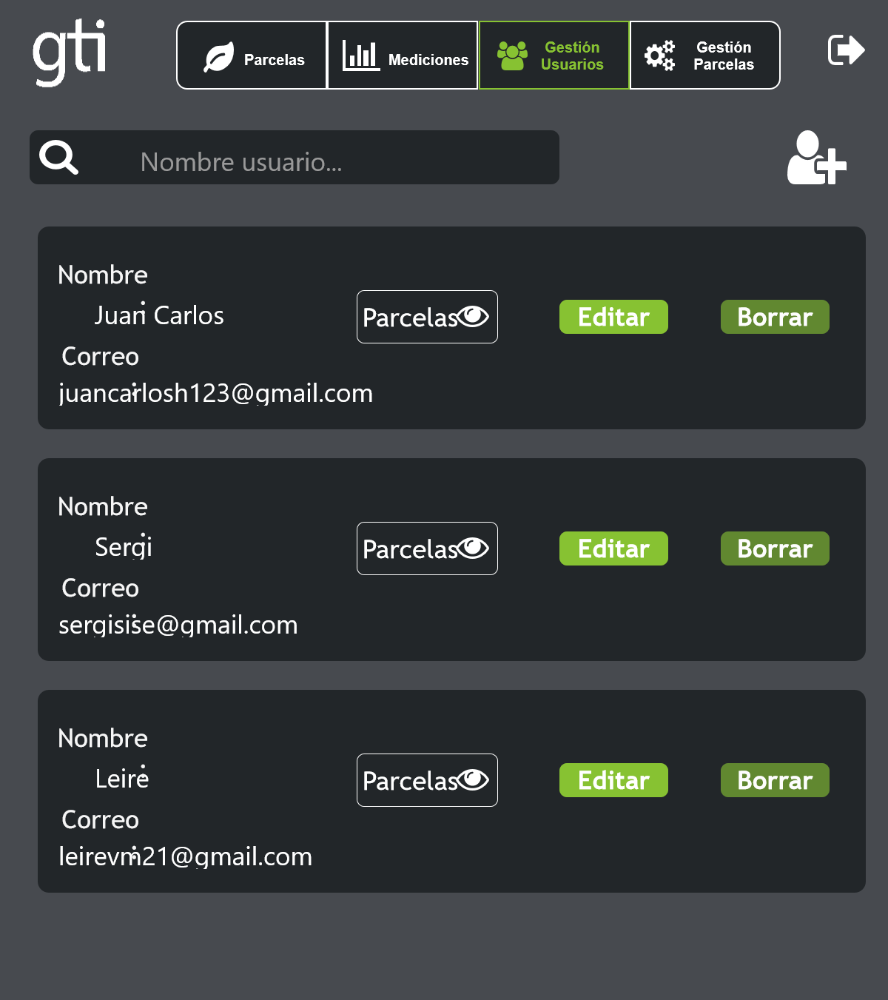 gti
Parcelas
Mediciones
Gestión
Usuarios
Gestión
Parcelas
Nombre usuario...
Nombre
Juan Carlos
Parcelas
Editar
Borrar
Correo
juancarlosh123@gmail.com
Nombre
Sergi
Parcelas
Editar
Borrar
Correo
sergisise@gmail.com
Nombre
Leire
Parcelas
Editar
Borrar
Correo
leirevm21@gmail.com